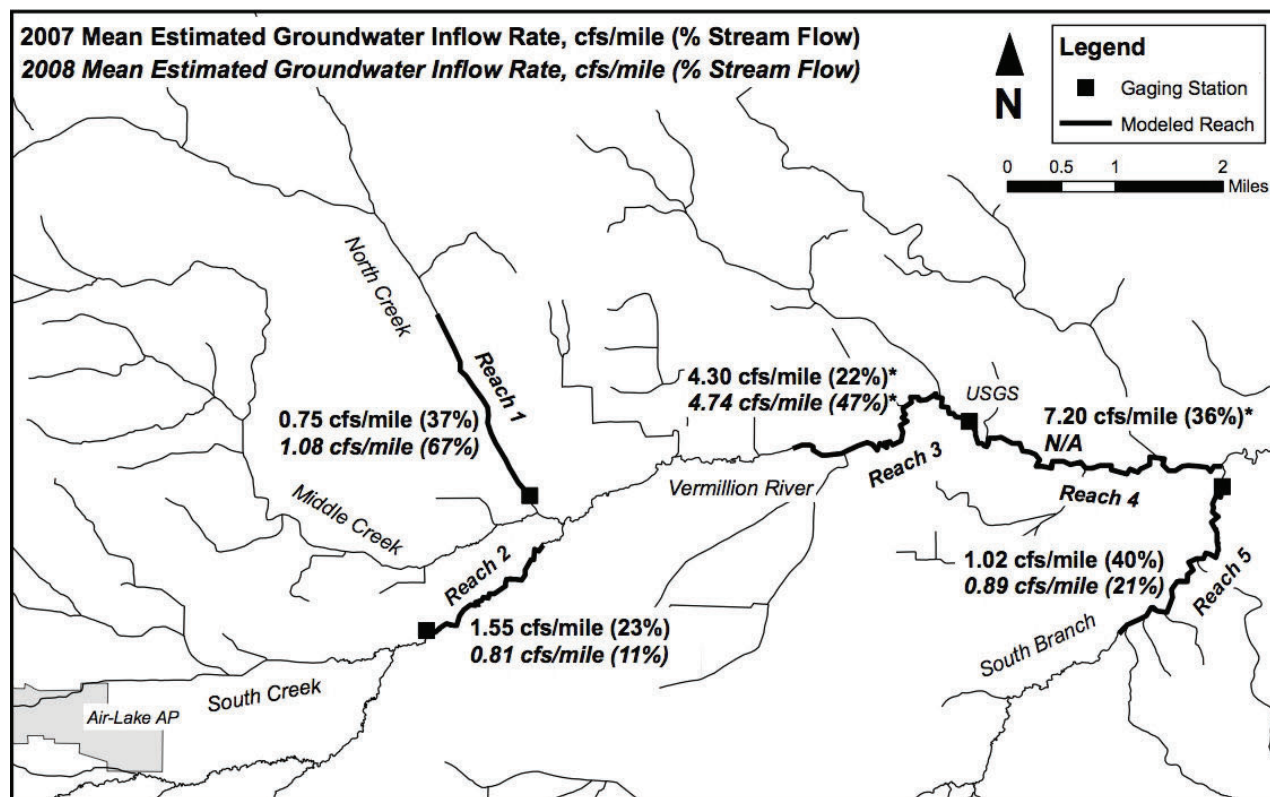 2007 Mean Estimated Groundwater Inflow Rate, cfs/mile (% Stream Flow)
2008 Mean Estimated Groundwater Inflow Rate, cfs/mile (% Stream Flow)
N
Legend
Gaging Station
Modeled Reach
0 0.5 1 2
Miles
North Creek
Reach 1
0.75 cfs/mile (37%)
1.08 cfs/mile (67%)
4.30 cfs/mile (22%)*
4.74 cfs/mile (47%)*
USGS
7.20 cfs/mile (36%)*
N/A
Reach 3
Vermillion River
Reach 4
Middle Creek
Reach 2
1.55 cfs/mile (23%)
0.81 cfs/mile (11%)
1.02 cfs/mile (40%)
0.89 cfs/mile (21%)
Reach 5
South Branch
South Creek
Air-Lake AP